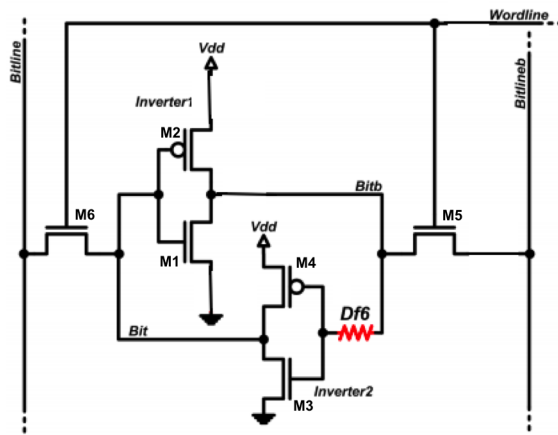 Wordline
Bitline
Bitlineb
Vdd
Inverter1
M2
Bitb
M6
M5
Vdd
M1
M4
Df6
Bit
Inverter2
M3